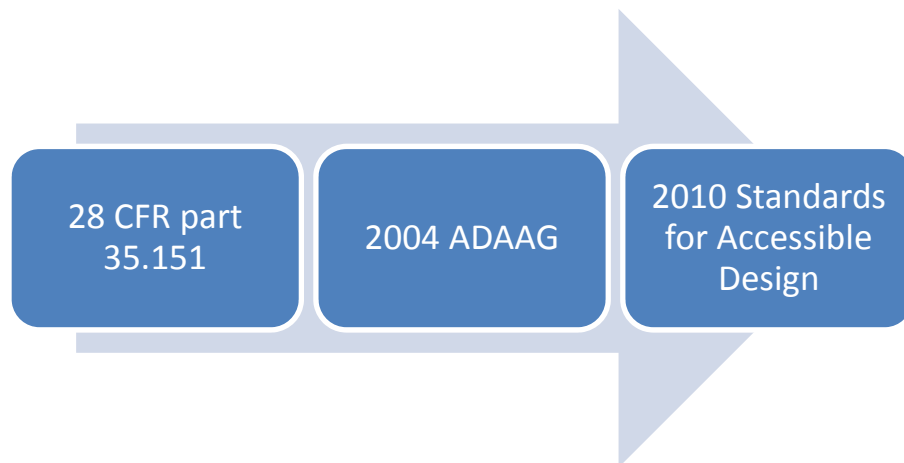 28 CFR part
35.151
2004 ADAAG
2010 Standards
for Accessible
Design